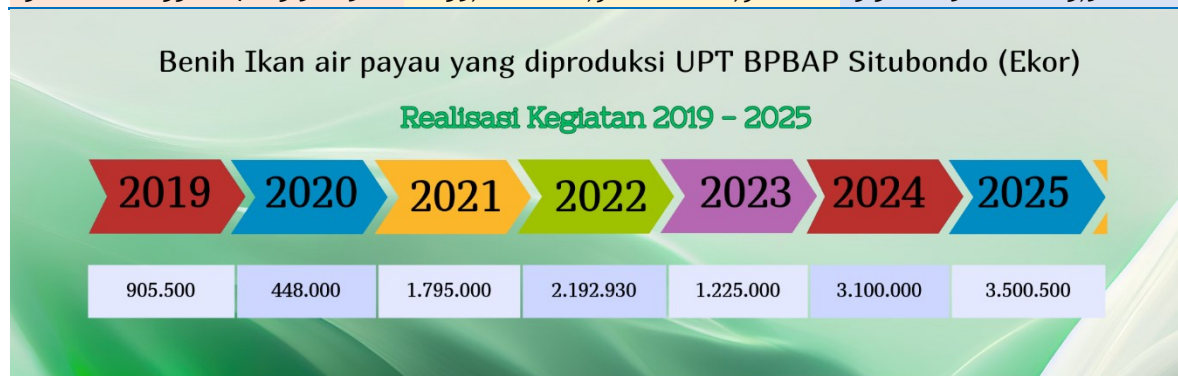 Benih Ikan air payau yang diproduksi UPT BPBAP Situbondo (Ekor)
Realisasi Kegiatan 2019 – 2025
2019 2020 2021 2022 2023 2024 2025
905.500 448.000 1.795.000 2.192.930 1.225.000 3.100.000 3.500.500